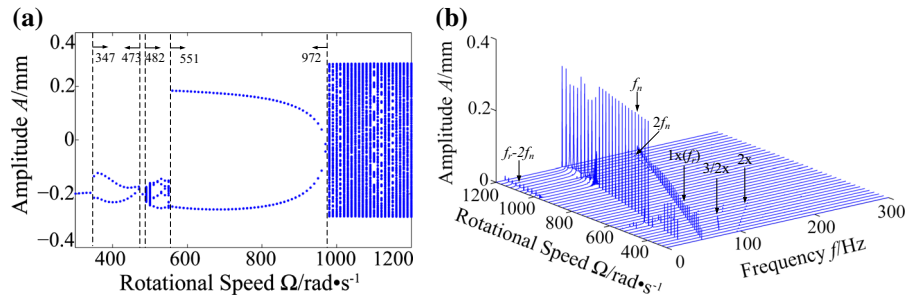 (a)
Amplitude A/mm
0.4
0.2
0
−0.2
−0.4
347
473
482
551
972
400
600
800
1000
1200
Rotational Speed Ω/rad•s⁻¹
(b)
Amplitude A/mm
0.4
0.2
0
fn
2fn
1x(fr)
3/2x
2x
fr-2fn
1200
1000
800
600
400
Rotational Speed Ω/rad•s⁻¹
0
100
200
300
Frequency f/Hz